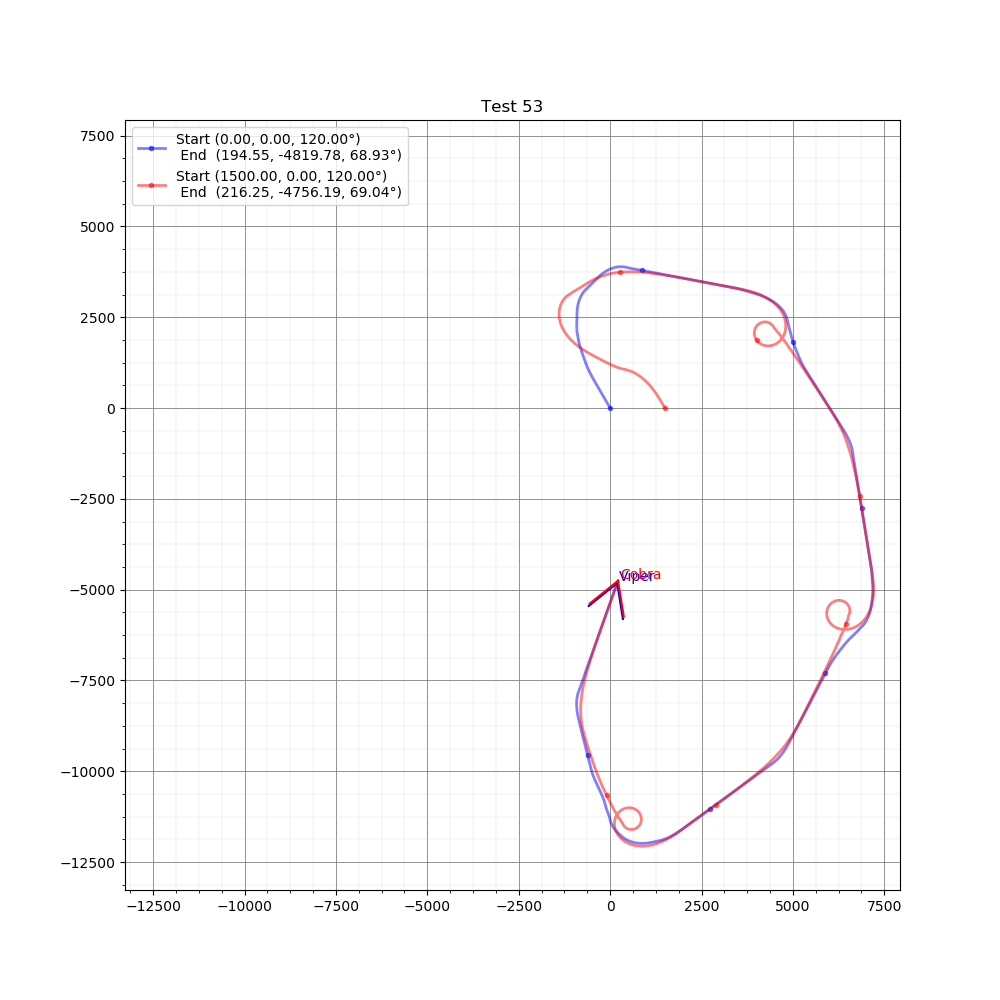 Test 53
Start (0.00, 0.00, 120.00°)
End (194.55, -4819.78, 68.93°)
Start (1500.00, 0.00, 120.00°)
End (216.25, -4756.19, 69.04°)
7500
5000
2500
0
−2500
−5000
−7500
−10000
−12500
Cobra
Viper
−12500 −10000 −7500 −5000 −2500 0 2500 5000 7500